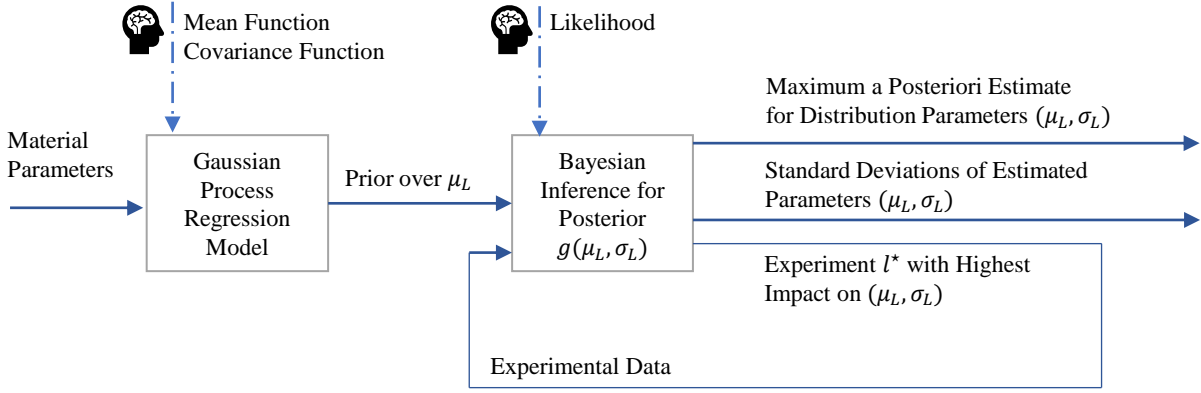 Mean Function
Covariance Function
Likelihood
Material
Parameters
Gaussian
Process
Regression
Model
Prior over μ_L
Bayesian
Inference for
Posterior
g(μ_L, σ_L)
Maximum a Posteriori Estimate
for Distribution Parameters (μ_L, σ_L)
Standard Deviations of Estimated
Parameters (μ_L, σ_L)
Experiment l* with Highest
Impact on (μ_L, σ_L)
Experimental Data